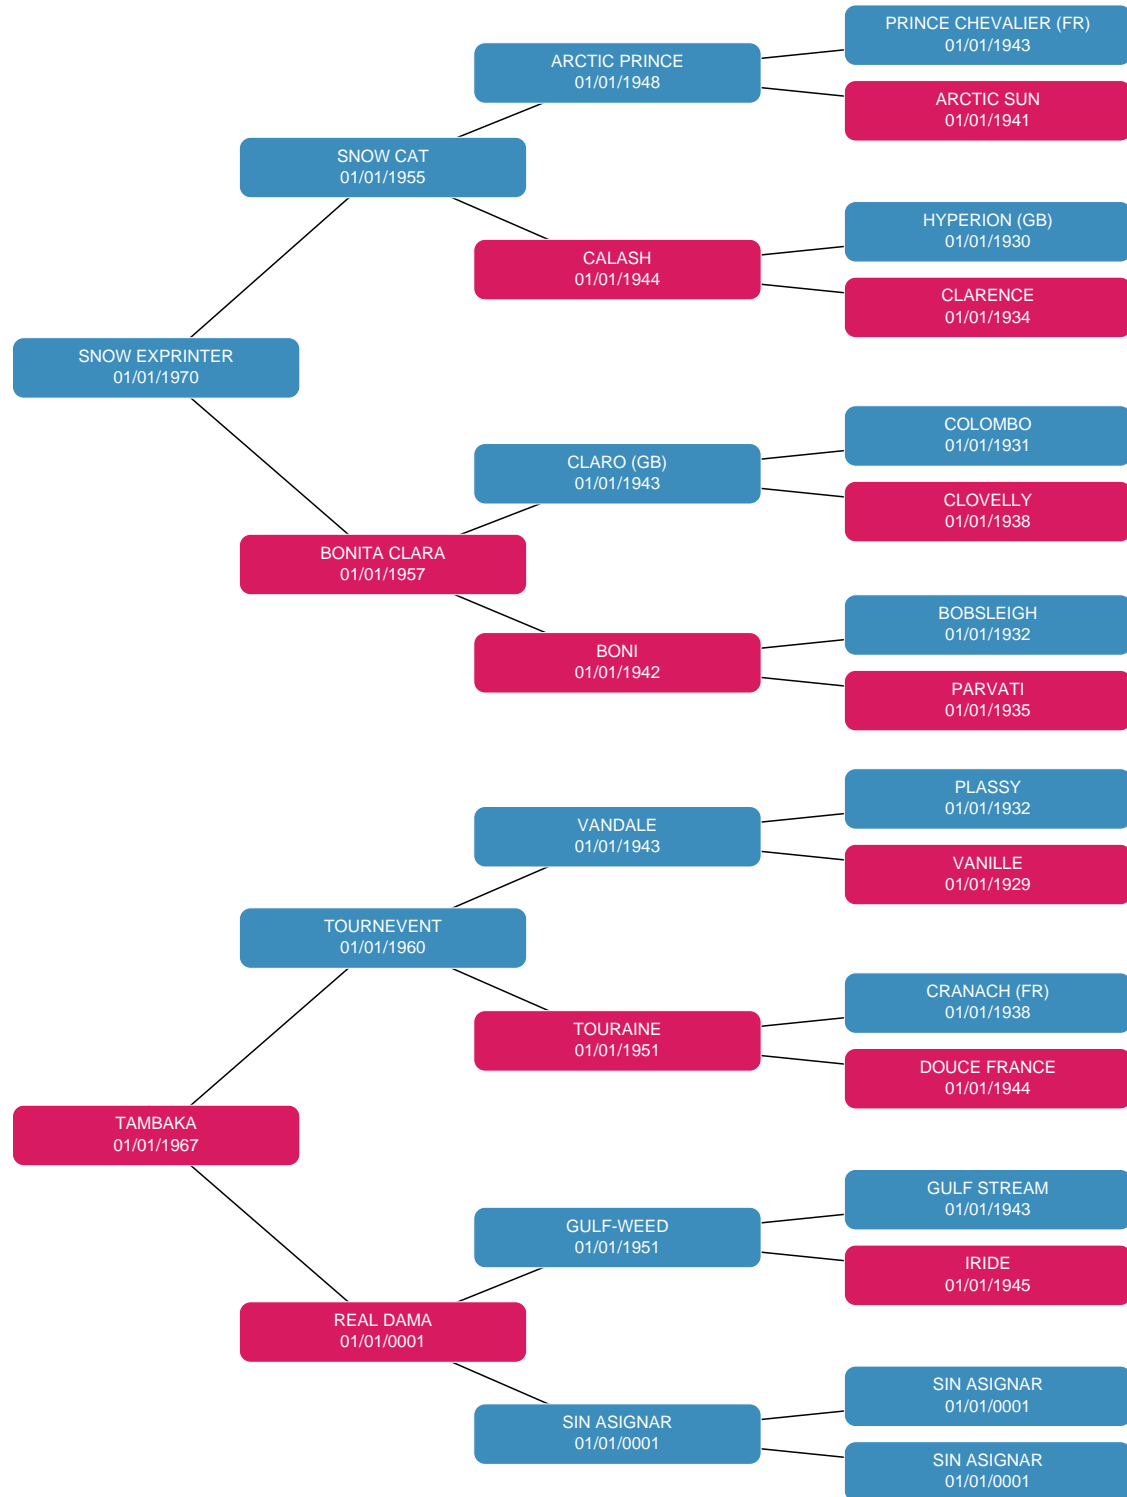 PRINCE CHEVALIER (FR)
01/01/1943
ARCTIC PRINCE
01/01/1948
ARCTIC SUN
01/01/1941
SNOW CAT
01/01/1955
HYPERION (GB)
01/01/1930
CALASH
01/01/1944
CLARENCE
01/01/1934
SNOW EXPRINTER
01/01/1970
COLOMBO
01/01/1931
CLARO (GB)
01/01/1943
CLOVELLY
01/01/1938
BONITA CLARA
01/01/1957
BOBSLEIGH
01/01/1932
BONI
01/01/1942
PARVATI
01/01/1935
PLASSY
01/01/1932
VANDALE
01/01/1943
VANILLE
01/01/1929
TOURNEVENT
01/01/1960
CRANACH (FR)
01/01/1938
TOURAINE
01/01/1951
DOUCE FRANCE
01/01/1944
TAMBAKA
01/01/1967
GULF STREAM
01/01/1943
GULF-WEED
01/01/1951
IRIDE
01/01/1945
REAL DAMA
01/01/0001
SIN ASIGNAR
01/01/0001
SIN ASIGNAR
01/01/0001
SIN ASIGNAR
01/01/0001